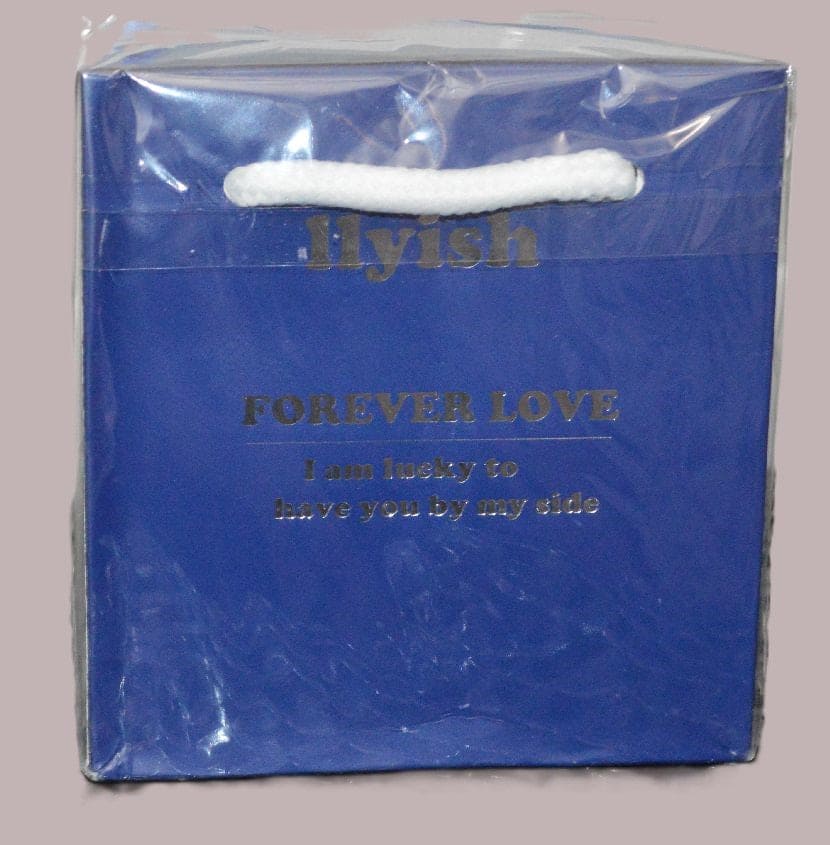 llyish
FOREVER LOVE
I am lucky to
have you by my side